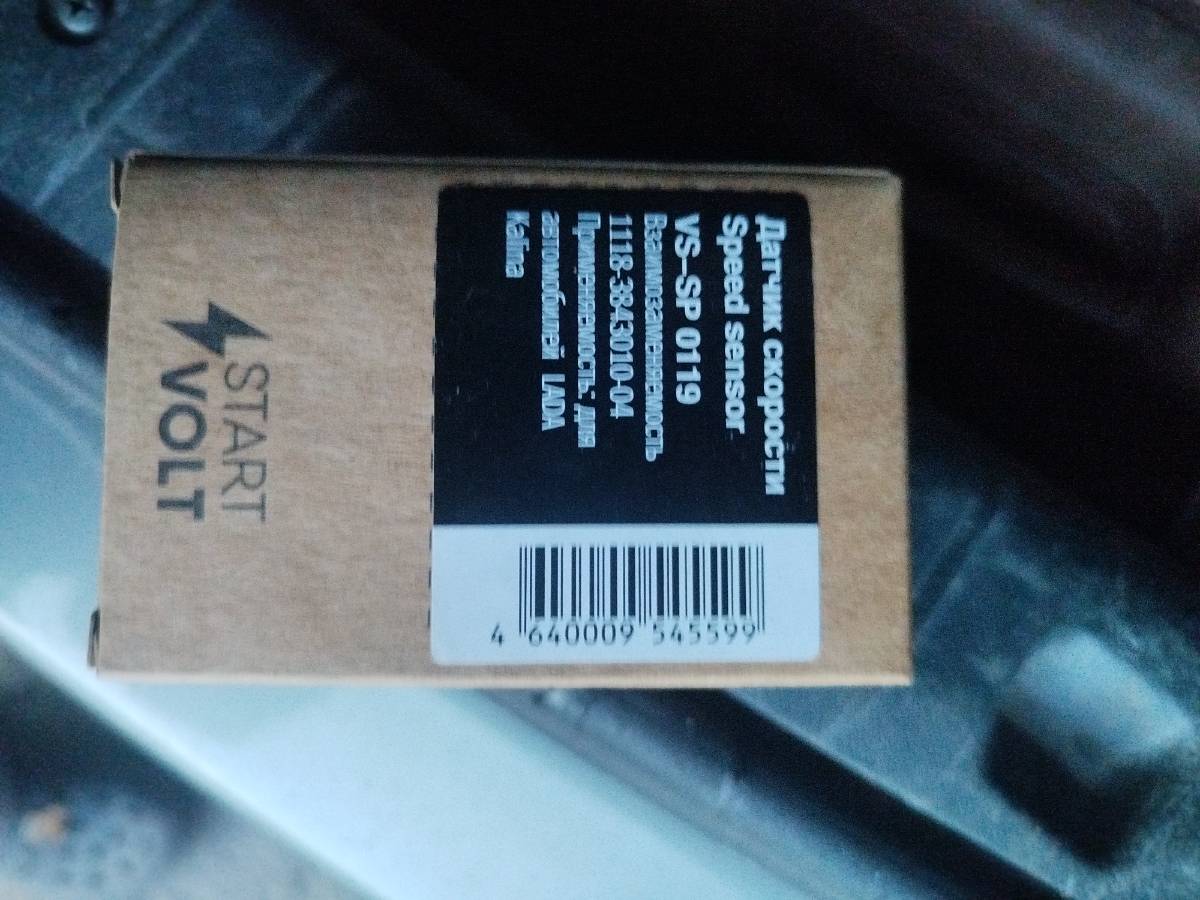 Датчик скорости
Speed sensor
VS-SP 0119
Взаимозаменяемость
1118-3843010-04
Применяемость: для
автомобилей LADA
Kalina
4 640009 545599
START
VOLT